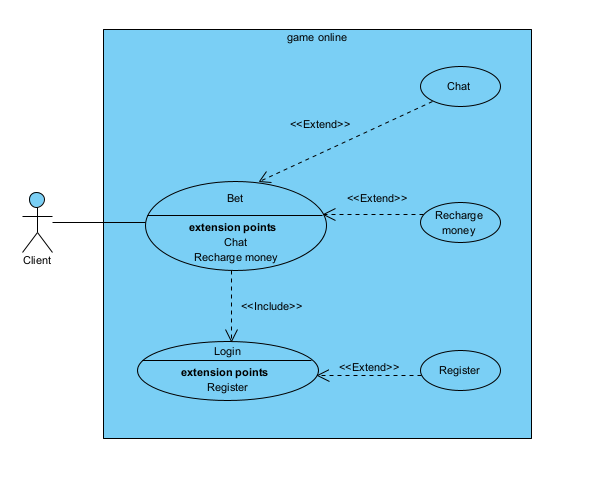 game online
Chat
<<Extend>>
Bet
<<Extend>>
extension points
Chat
Recharge money
Recharge
money
Client
<<Include>>
Login
extension points
Register
<<Extend>>
Register